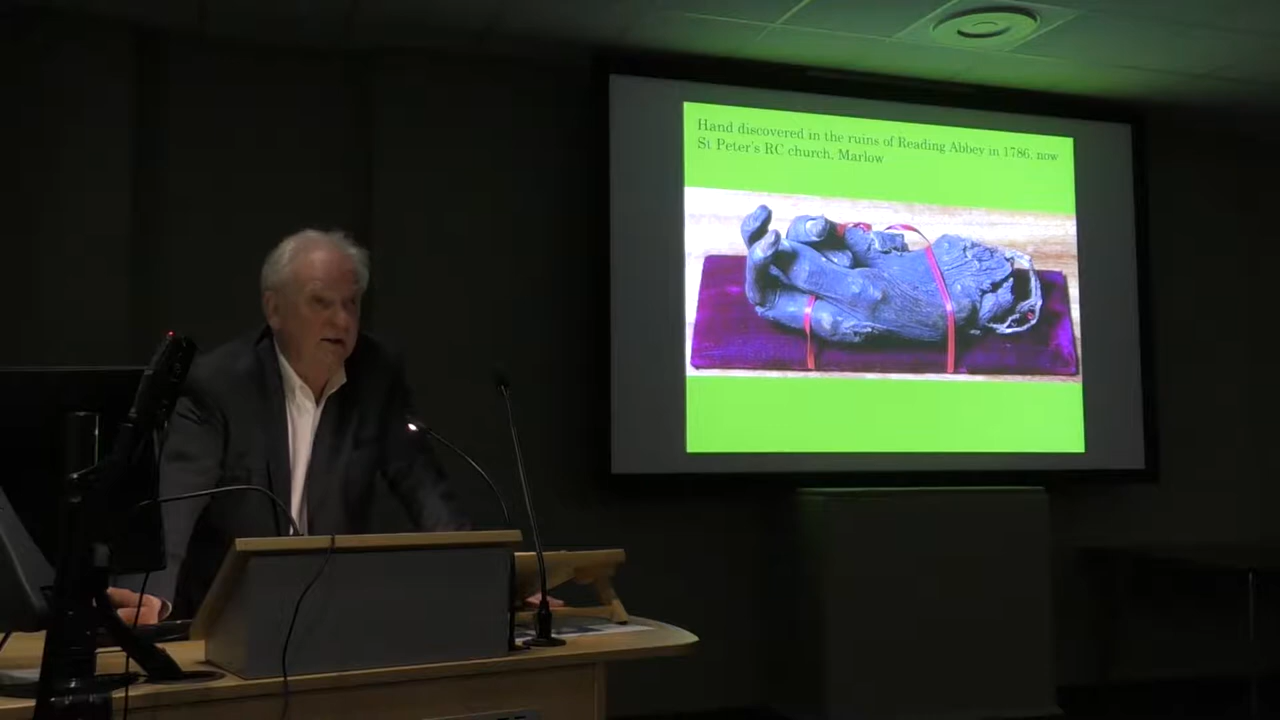 Hand discovered in the ruins of Reading Abbey in 1786, now
St Peter's RC church, Marlow